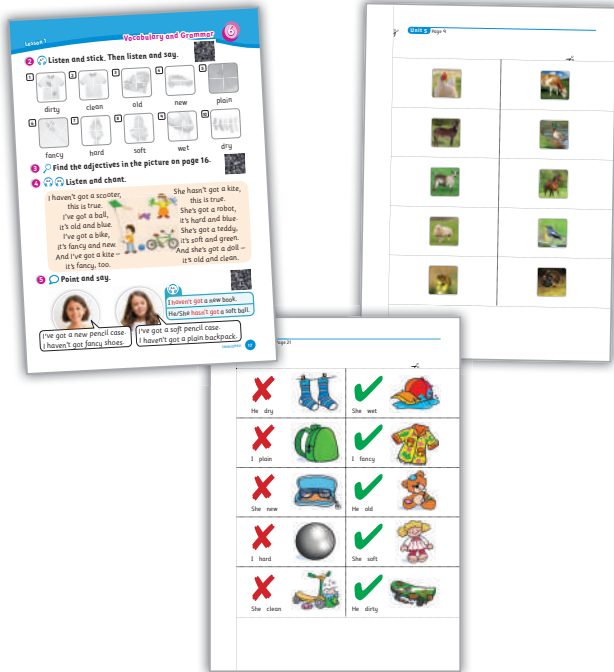 Lesson 1
Vocabulary and Grammar
6
2 Listen and stick. Then listen and say.
1
2
3
4
5
dirty
clean
old
new
plain
6
7
8
9
10
fancy
hard
soft
wet
dry
3 Find the adjectives in the picture on page 16.
4 Listen and chant.
I haven't got a scooter,
this is true.
I've got a ball,
it's old and blue.
I've got a bike,
it's fancy and new.
And I've got a kite –
it's fancy, too.
She hasn't got a kite,
this is true.
She's got a robot,
it's hard and blue.
She's got a teddy,
it's soft and green.
And she's got a doll –
it's old and clean.
5 Point and say.
I haven't got a new book.
He/She hasn't got a soft ball.
I've got a new pencil case.
I haven't got fancy shoes.
I've got a soft pencil case.
I haven't got a plain backpack.
17
Unit 5 Page 9
Page 21
He dry
She wet
I plain
I fancy
She new
He old
I hard
She soft
She clean
He dirty